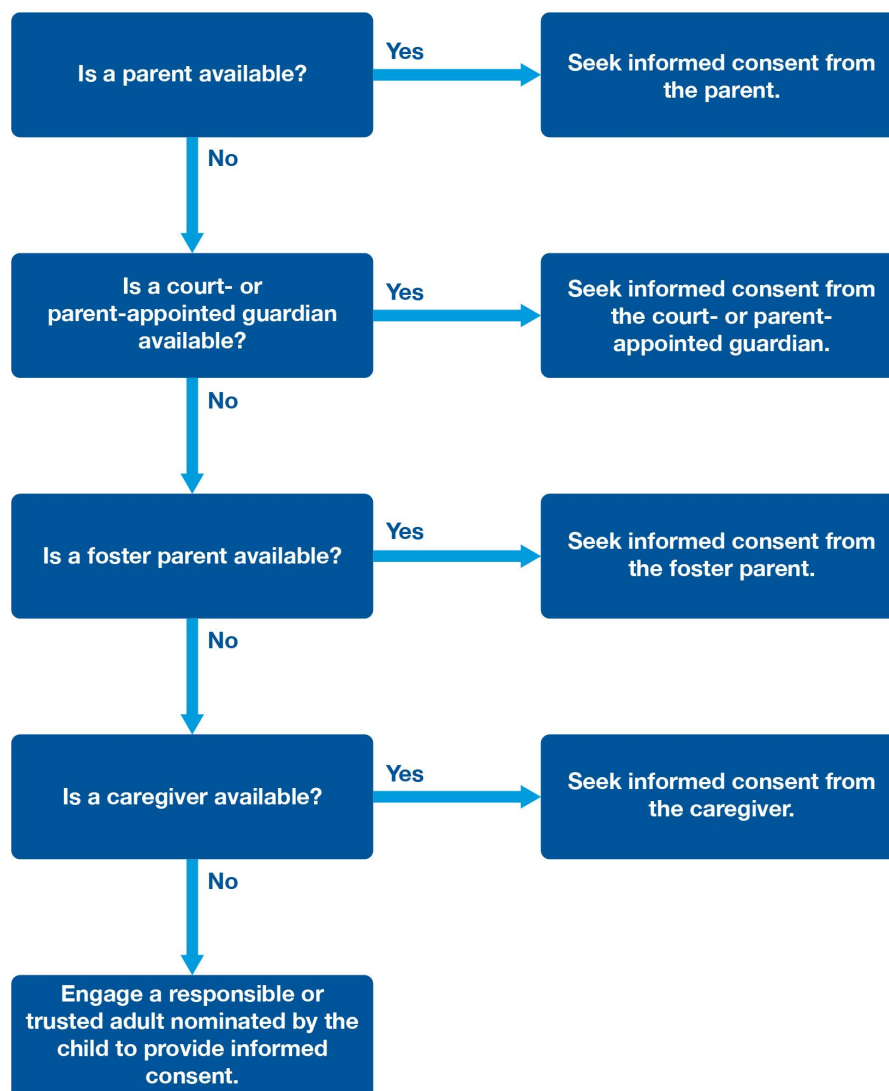 Is a parent available?
Yes
Seek informed consent from
the parent.
No
Is a court- or
parent-appointed guardian
available?
Yes
Seek informed consent from
the court- or parent-
appointed guardian.
No
Is a foster parent available?
Yes
Seek informed consent from
the foster parent.
No
Is a caregiver available?
Yes
Seek informed consent from
the caregiver.
No
Engage a responsible or
trusted adult nominated by the
child to provide informed
consent.